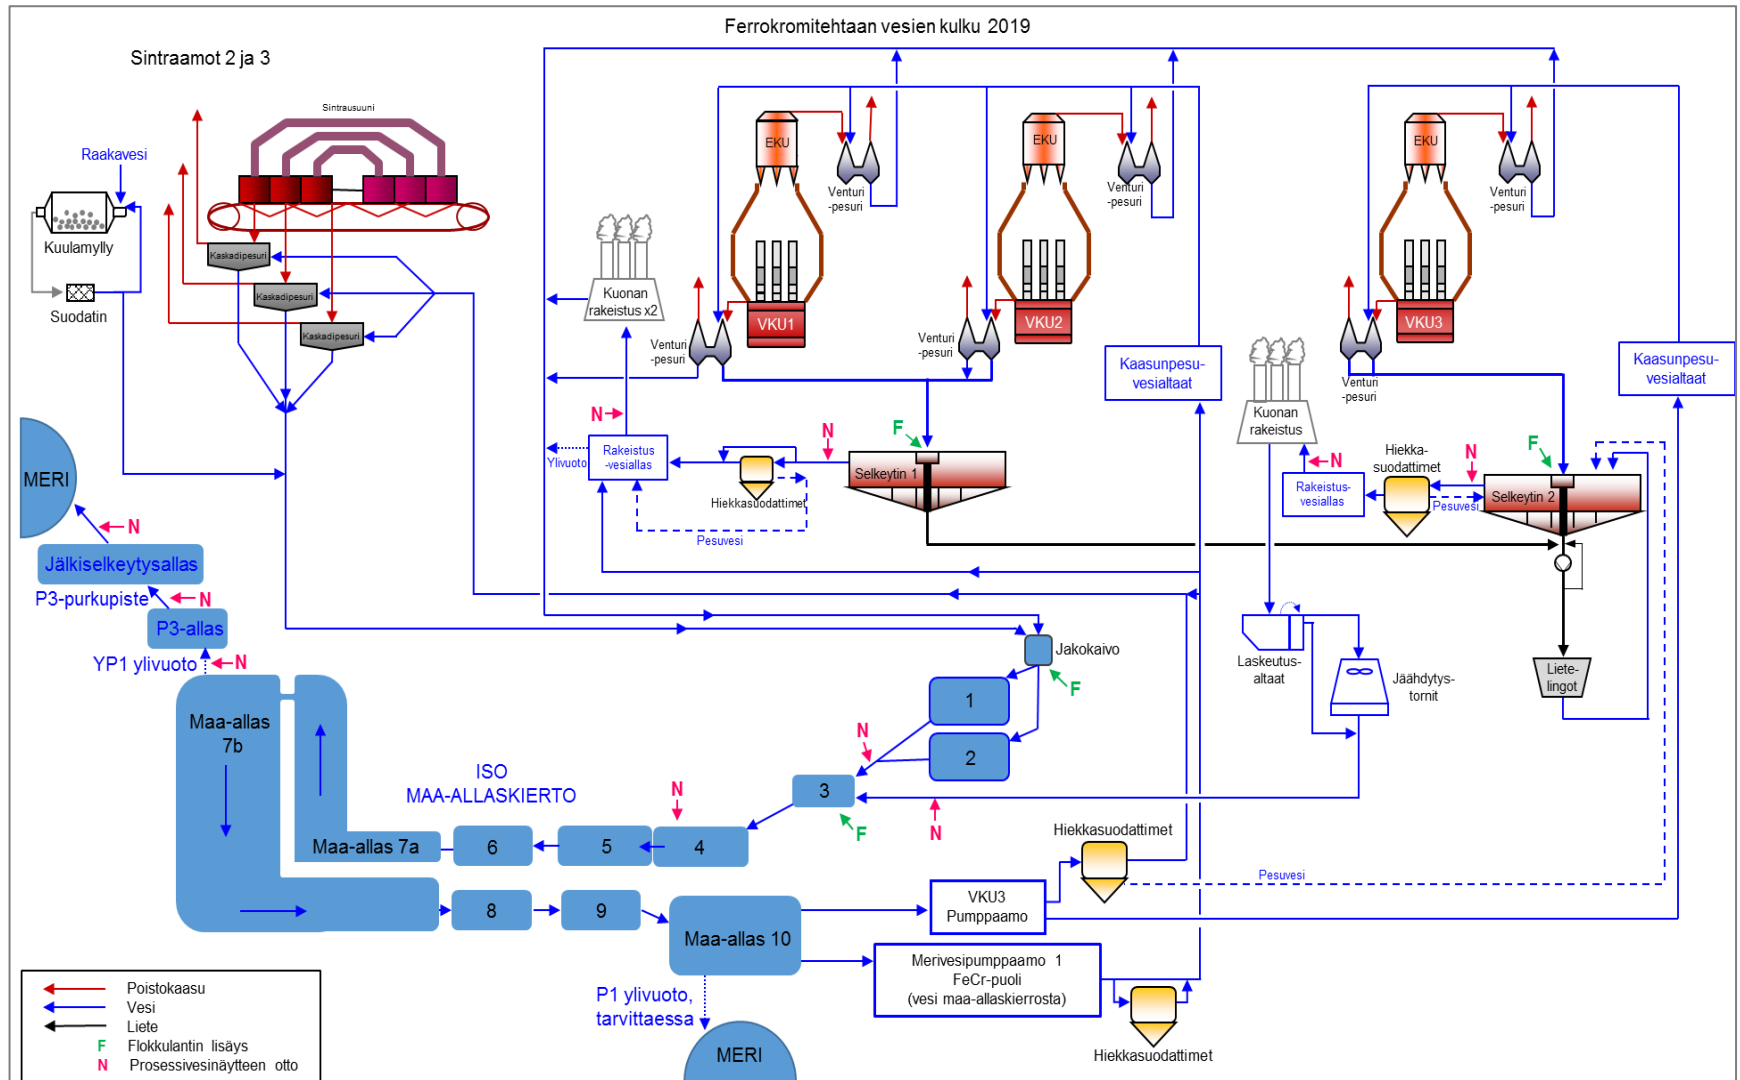 Ferrokromitehtaan vesien kulku 2019
Sintraamot 2 ja 3
Sintrausuuni
Raakavesi
Kuulamylly
Suodatin
Kaskadipesuri
Kaskadipesuri
Kaskadipesuri
EKU
Venturi
-pesuri
EKU
Venturi
-pesuri
EKU
Venturi
-pesuri
Kuonan
rakeistus x2
VKU1
Venturi
-pesuri
VKU2
Venturi
-pesuri
VKU3
Venturi
-pesuri
Kaasunpesu-
vesialtaat
Kaasunpesu-
vesialtaat
Kuonan
rakeistus
N
Ylivuoto
Rakeistus
-vesiallas
Hiekkasuodattimet
Pesuvesi
N
F
Selkeytin 1
N
Rakeistus-
vesiallas
Hiekka-
suodattimet
Pesuvesi
N
F
Selkeytin 2
MERI
N
Jälkiselkeytysallas
P3-purkupiste
N
P3-allas
YP1 ylivuoto
N
Jakokaivo
F
Laskeutus-
altaat
Jäähdytys-
tornit
Liete-
lingot
Maa-allas
7b
ISO
MAA-ALLASKIERTO
1
2
N
3
F
N
N
4
5
6
Maa-allas 7a
8
9
Maa-allas 10
Hiekkasuodattimet
Pesuvesi
VKU3
Pumppaamo
Merivesipumppaamo 1
FeCr-puoli
(vesi maa-allaskierrosta)
Hiekkasuodattimet
P1 ylivuoto,
tarvittaessa
MERI
Poistokaasu
Vesi
Liete
F Flokkulantin lisäys
N Prosessivesinäytteen otto